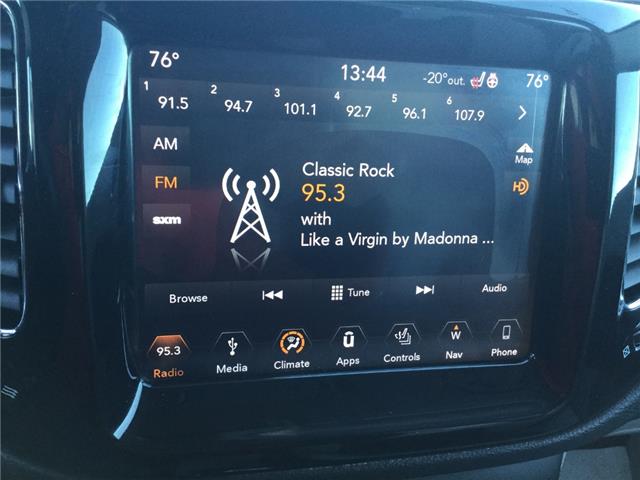 76° 13:44 -20°out. 76°
1 91.5 2 94.7 3 101.1 4 92.7 5 96.1 6 107.9
AM
Map
Classic Rock
FM
95.3
HD
with
sxm
Like a Virgin by Madonna ...
Browse Tune Audio
95.3 U W
Radio Media Climate Apps Controls Nav Phone